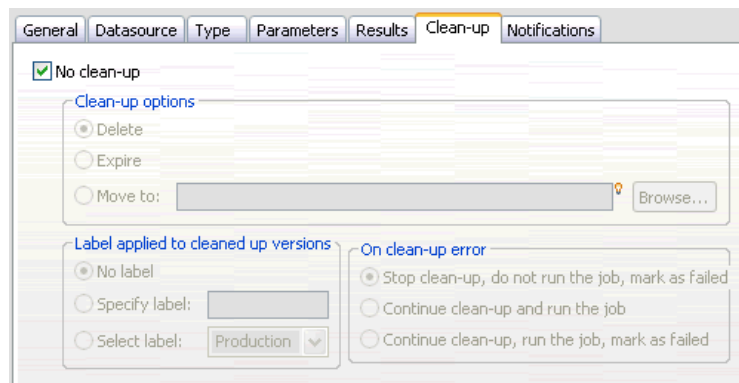 General Datasource Type Parameters Results Clean-up Notifications
No clean-up
Clean-up options
Delete
Expire
Move to: Browse...
Label applied to cleaned up versions
No label
Specify label:
Select label: Production
On clean-up error
Stop clean-up, do not run the job, mark as failed
Continue clean-up and run the job
Continue clean-up, run the job, mark as failed